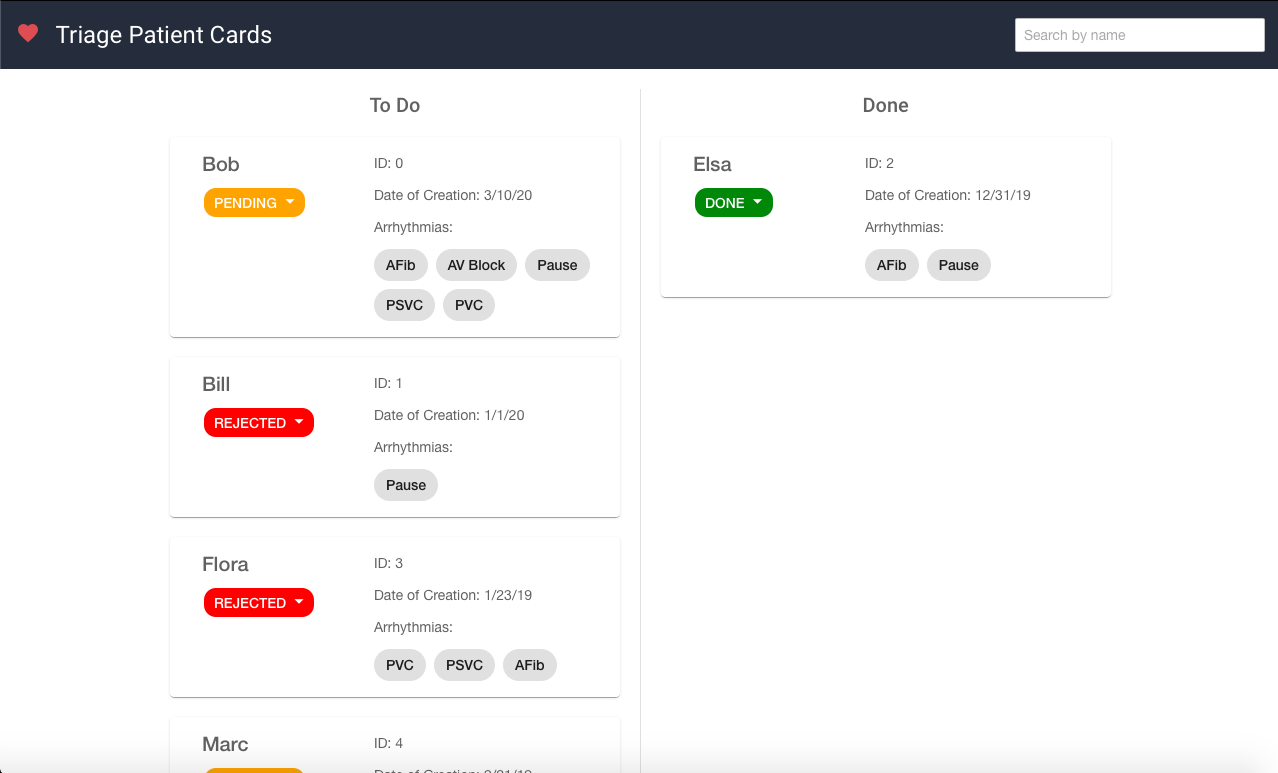 Triage Patient Cards
Search by name
To Do
Bob
PENDING
ID: 0
Date of Creation: 3/10/20
Arrhythmias:
AFib AV Block Pause
PSVC PVC
Bill
REJECTED
ID: 1
Date of Creation: 1/1/20
Arrhythmias:
Pause
Flora
REJECTED
ID: 3
Date of Creation: 1/23/19
Arrhythmias:
PVC PSVC AFib
Marc
ID: 4
Done
Elsa
DONE
ID: 2
Date of Creation: 12/31/19
Arrhythmias:
AFib Pause